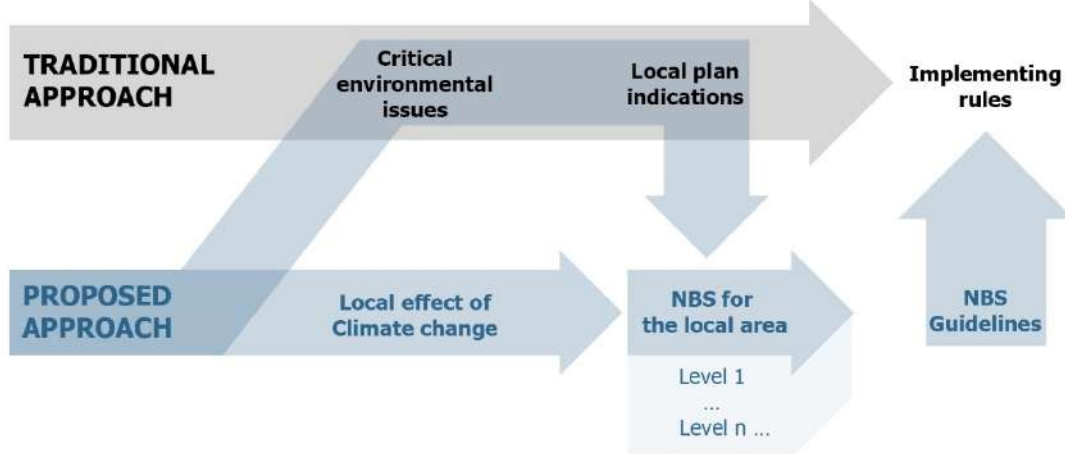 TRADITIONAL
APPROACH
Critical
environmental
issues
Local plan
indications
Implementing
rules
PROPOSED
APPROACH
Local effect of
Climate change
NBS for
the local area
Level 1
...
Level n ...
NBS
Guidelines